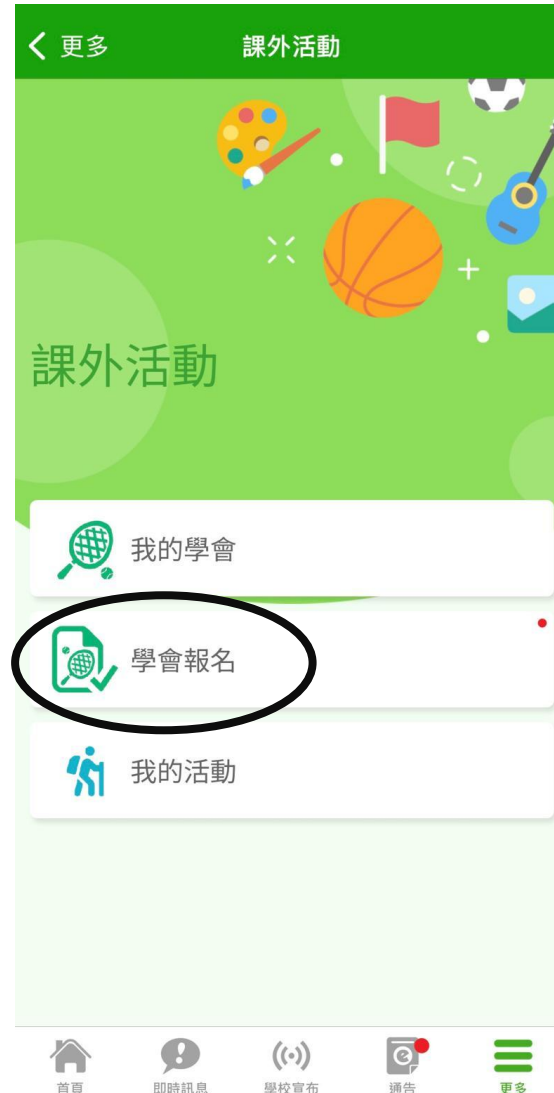 更多
課外活動
課外活動
我的學會
學會報名
我的活動
首頁
即時訊息
學校宣布
通告
更多